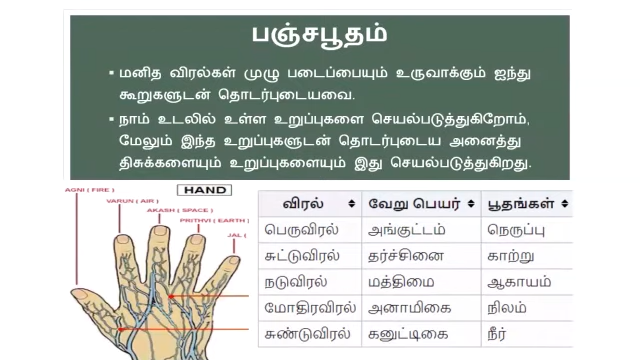 பஞ்சபூதம்
▪ மனித விரல்கள் முழு படைப்பையும் உருவாக்கும் ஐந்து
கூறுகளுடன் தொடர்புடையவை.
▪ நாம் உடலில் உள்ள உறுப்புகளை செயல்படுத்துகிறோம்,
மேலும் இந்த உறுப்புகளுடன் தொடர்புடைய அனைத்து
திசுக்களையும் உறுப்புகளையும் இது செயல்படுத்துகிறது.
AGNI ( FIRE )
HAND
VARUN ( AIR )
AKASH ( SPACE )
PRITHVI ( EARTH )
JAL (
விரல் வேறு பெயர் பூதங்கள்
பெருவிரல் அங்குட்டம் நெருப்பு
சுட்டுவிரல் தர்ச்சினை காற்று
நடுவிரல் மத்திமை ஆகாயம்
மோதிரவிரல் அனாமிகை நிலம்
சுண்டுவிரல் கனுட்டிகை நீர்